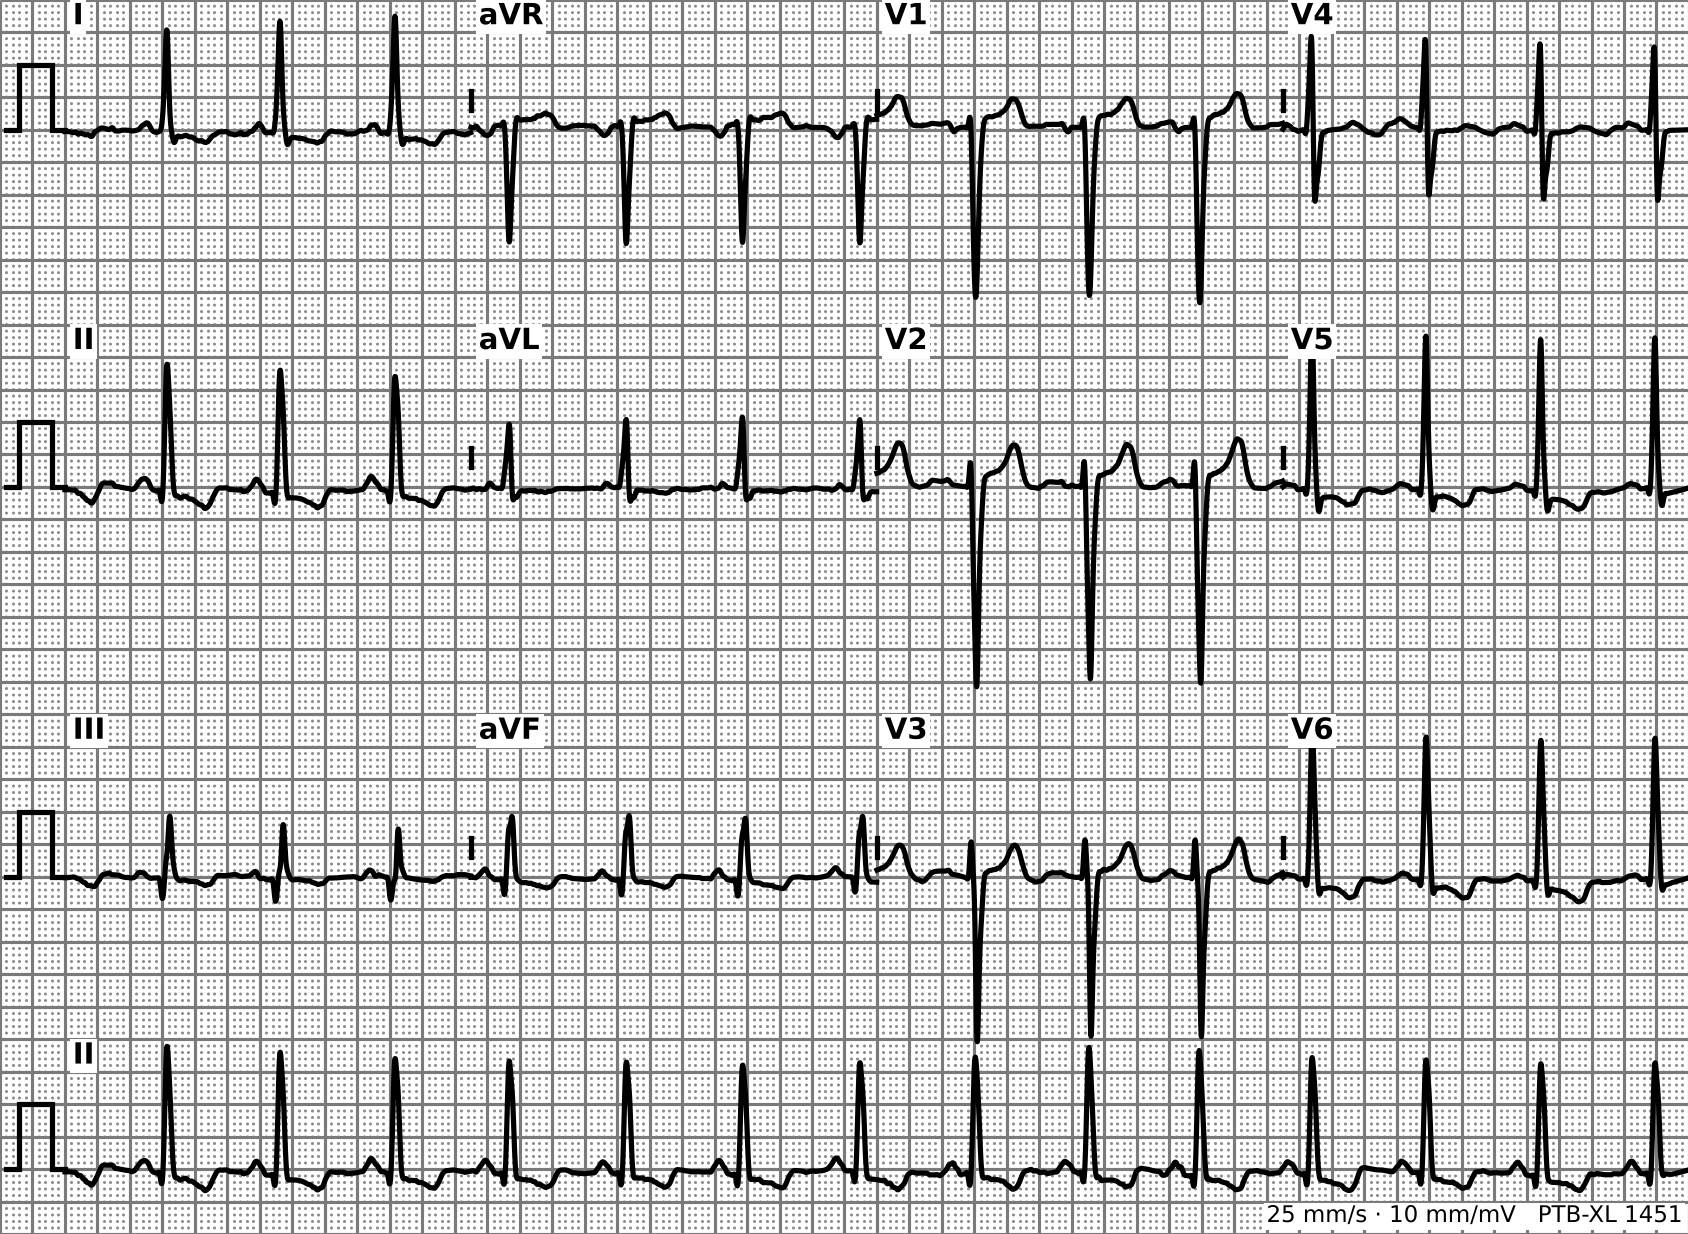 I aVR V1 V4
II aVL V2 V5
III aVF V3 V6
II
25 mm/s · 10 mm/mV PTB-XL 1451